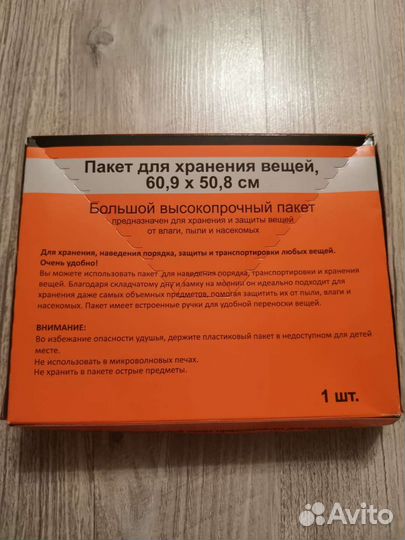 Пакет для хранения вещей,
60,9 x 50,8 см
Большой высокопрочный пакет
предназначен для хранения и защиты вещей
от влаги, пыли и насекомых
Для хранения, наведения порядка, защиты и транспортировки любых вещей.
Очень удобно!
Вы можете использовать пакет для наведения порядка, транспортировки и хранения
вещей. Благодаря складчатому дну и замку на молнии он идеально подходит для
хранения даже самых объемных предметов, помогая защитить их от пыли, влаги и
насекомых. Пакет имеет встроенные ручки для удобной переноски вещей.
ВНИМАНИЕ:
Во избежание опасности удушья, держите пластиковый пакет в недоступном для детей
месте.
Не использовать в микроволновых печах.
Не хранить в пакете острые предметы.
1 шт.
Avito